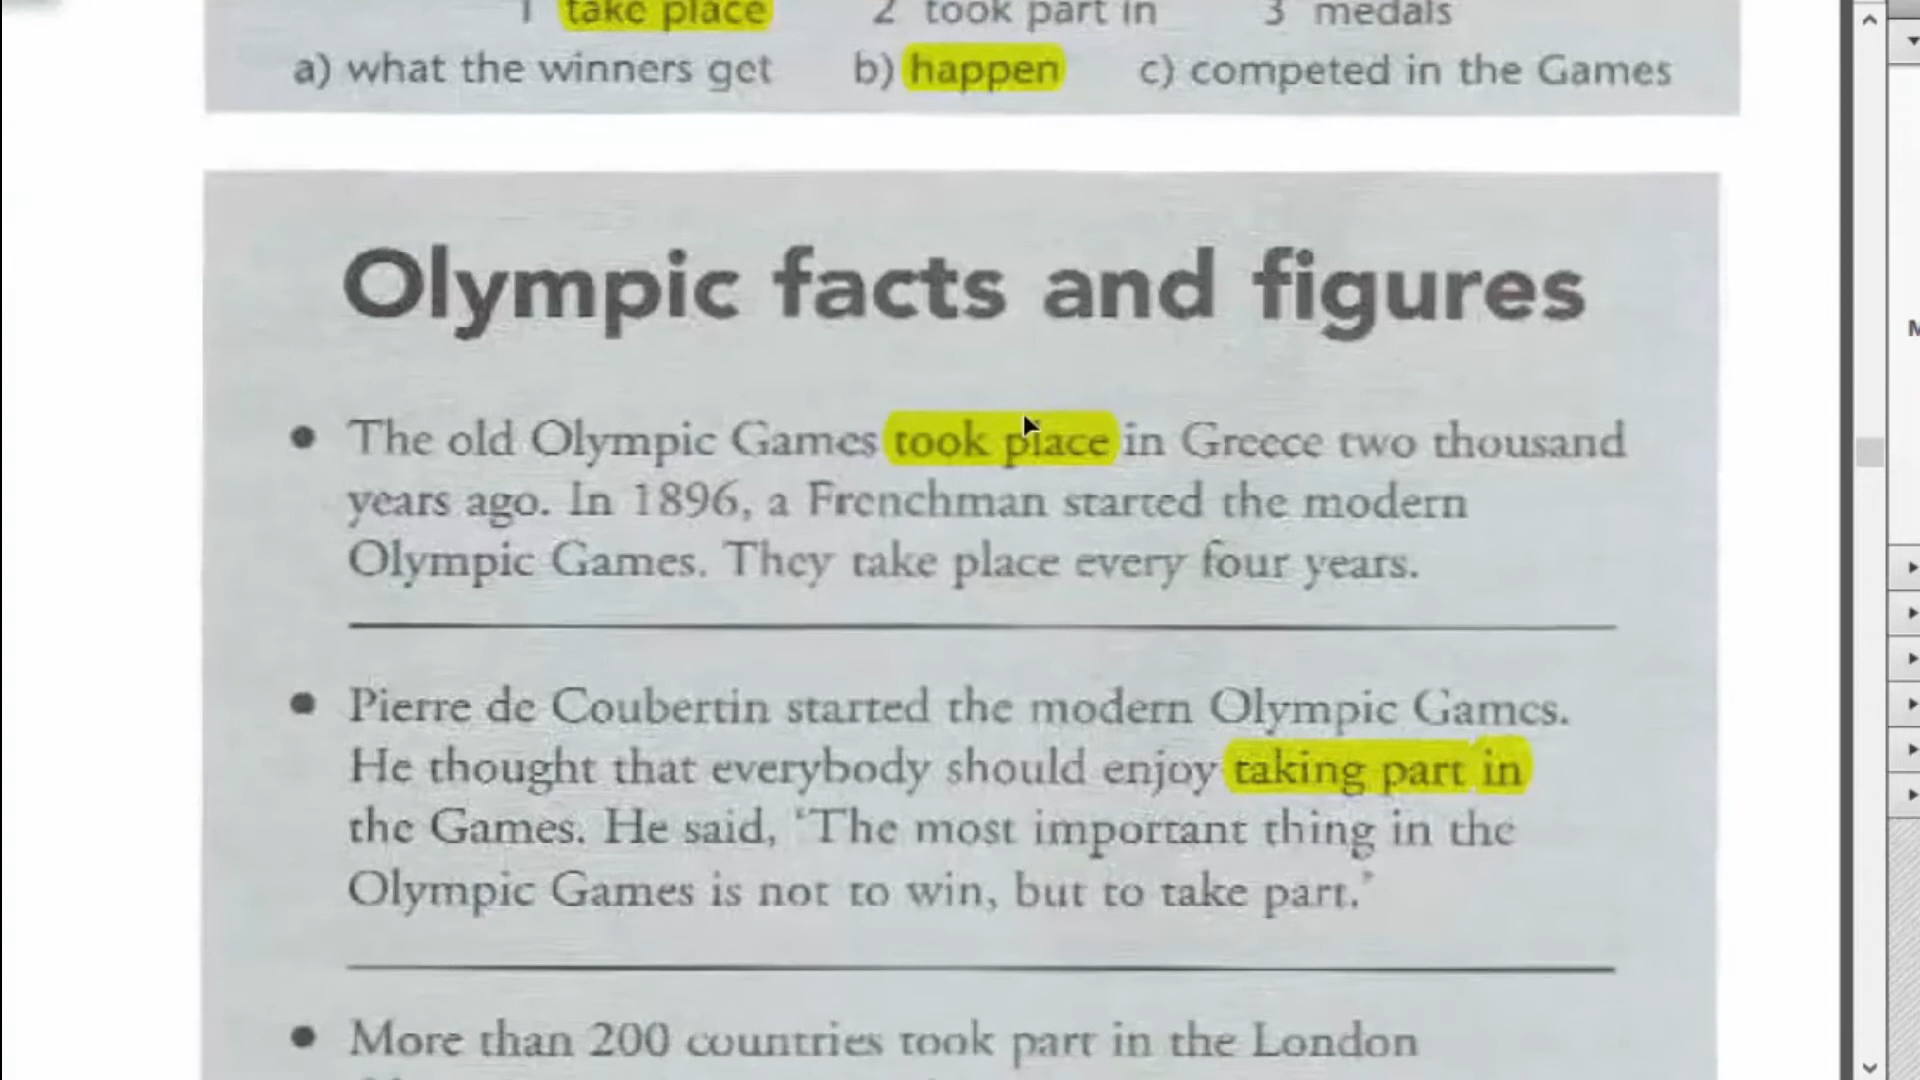 1 take place 2 took part in 3 medals
a) what the winners get b) happen c) competed in the Games
Olympic facts and figures
• The old Olympic Games took place in Greece two thousand
years ago. In 1896, a Frenchman started the modern
Olympic Games. They take place every four years.
• Pierre de Coubertin started the modern Olympic Games.
He thought that everybody should enjoy taking part in
the Games. He said, 'The most important thing in the
Olympic Games is not to win, but to take part.'
• More than 200 countries took part in the London